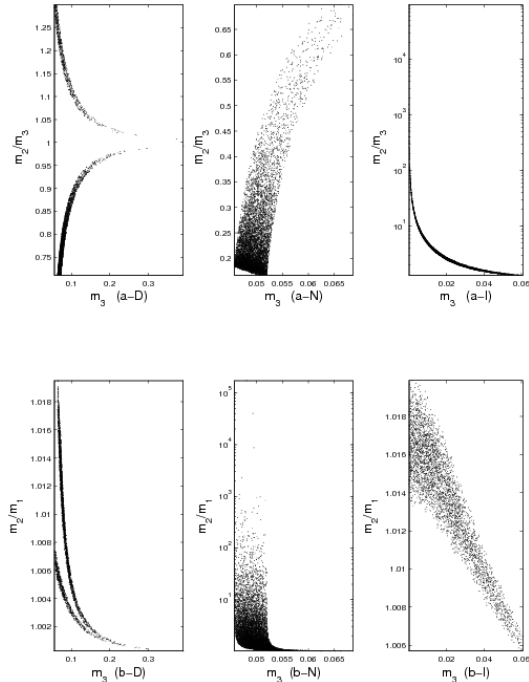 1.25
1.2
1.15
1.1
1.05
1
0.95
0.9
0.85
0.8
0.75
m2/m3
0.1 0.2 0.3
m3 (a−D)
0.65
0.6
0.55
0.5
0.45
0.4
0.35
0.3
0.25
0.2
m2/m3
0.05 0.055 0.06 0.065
m3 (a−N)
10^4
10^3
10^2
10^1
m2/m3
0.02 0.04 0.06
m3 (a−I)
1.018
1.016
1.014
1.012
1.01
1.008
1.006
1.004
1.002
m2/m1
0.1 0.2 0.3
m3 (b−D)
10^5
10^4
10^3
10^2
10^1
m2/m1
0.05 0.055 0.06 0.065
m3 (b−N)
1.018
1.016
1.014
1.012
1.01
1.008
1.006
m2/m1
0.02 0.04 0.06
m3 (b−I)